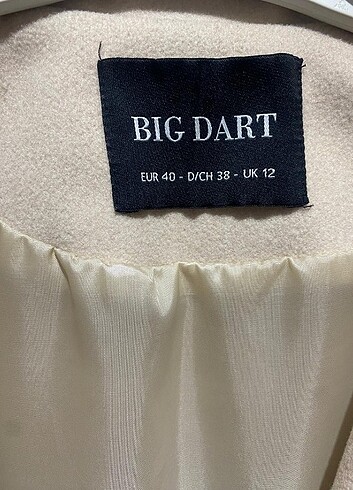 BIG DART
EUR 40 - D/CH 38 - UK 12